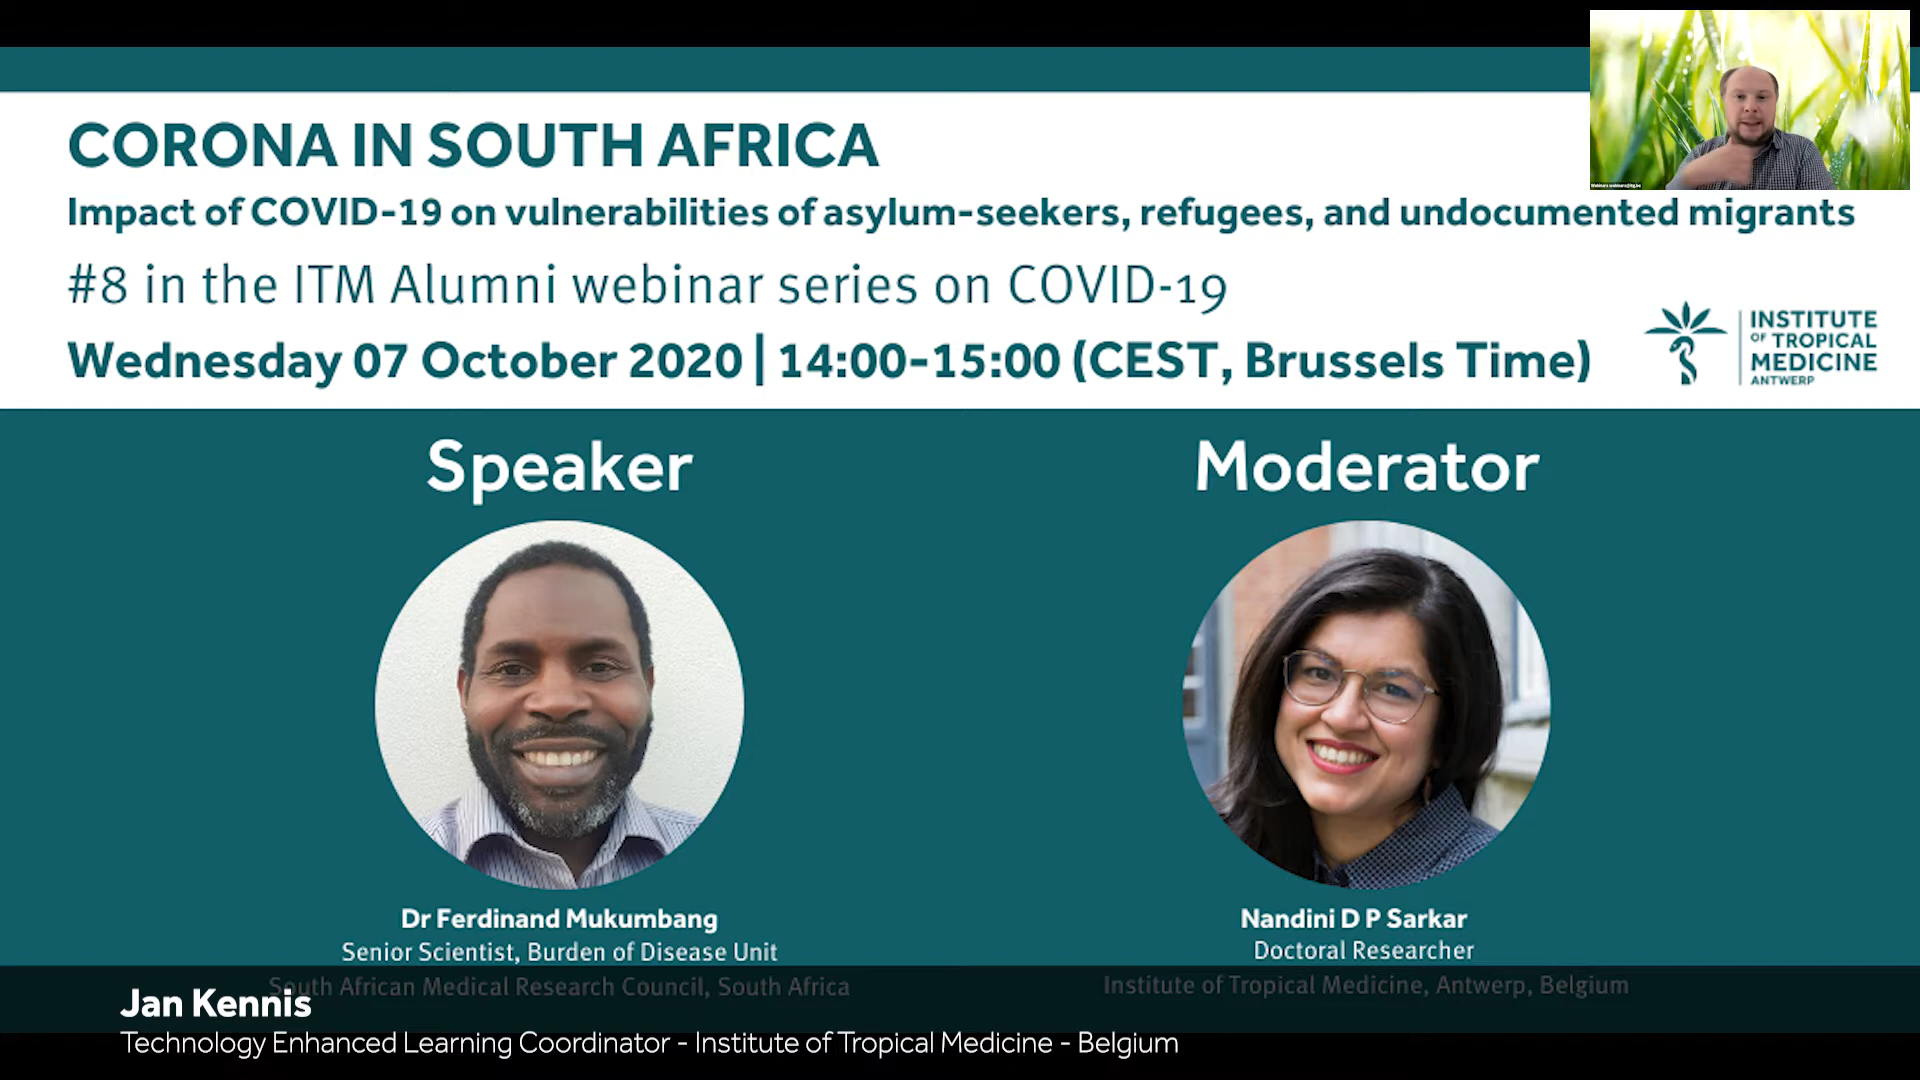 CORONA IN SOUTH AFRICA
Impact of COVID-19 on vulnerabilities of asylum-seekers, refugees, and undocumented migrants
#8 in the ITM Alumni webinar series on COVID-19
Wednesday 07 October 2020 | 14:00-15:00 (CEST, Brussels Time)
INSTITUTE
OF TROPICAL
MEDICINE
ANTWERP
Webinars webinars@itg.be
Speaker
Moderator
Dr Ferdinand Mukumbang
Senior Scientist, Burden of Disease Unit
South African Medical Research Council, South Africa
Nandini D P Sarkar
Doctoral Researcher
Institute of Tropical Medicine, Antwerp, Belgium
Jan Kennis
Technology Enhanced Learning Coordinator - Institute of Tropical Medicine - Belgium